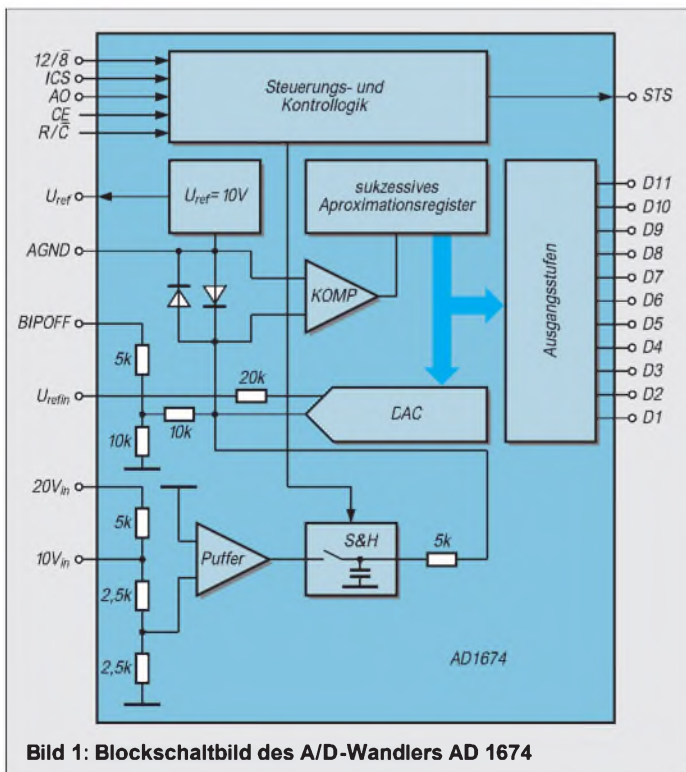 12/8̅
ICS
AO
CE
R/C̅
Steuerungs- und
Kontrollogik
STS
Uref
Uref= 10V
sukzessives
Aproximationsregister
AGND
KOMP
BIPOFF
5k
Urefin
20k
10k
10k
DAC
Ausgangsstufen
D11
D10
D9
D8
D7
D6
D5
D4
D3
D2
D1
20Vin
5k
10Vin
2,5k
2,5k
Puffer
S&H
5k
AD1674
Bild 1: Blockschaltbild des A/D-Wandlers AD 1674